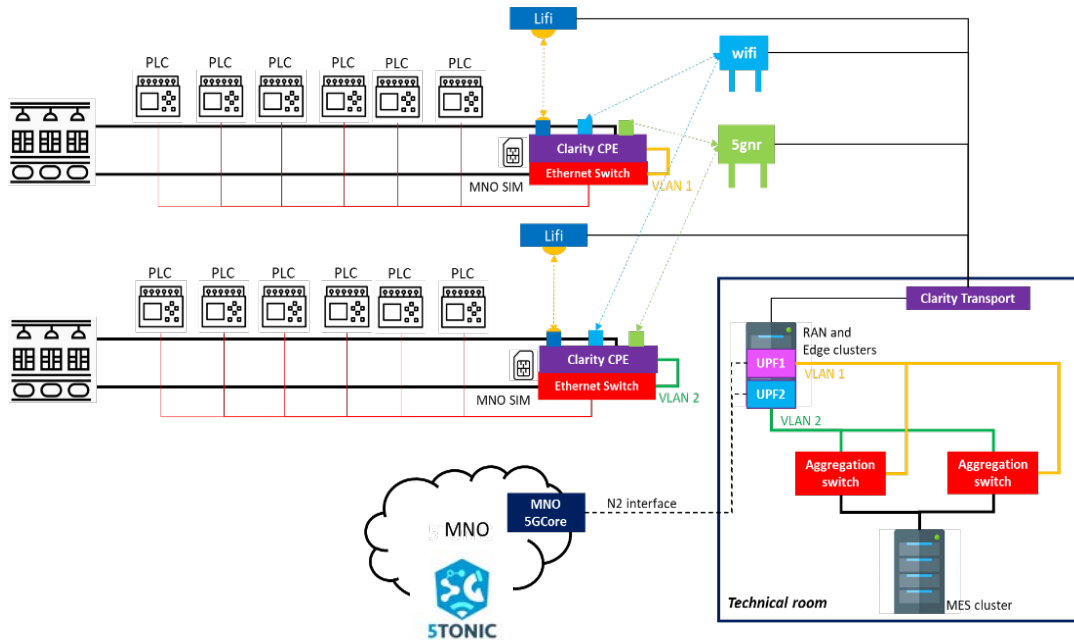 Lifi
PLC PLC PLC PLC PLC PLC
wifi
5gnr
Clarity CPE
Ethernet Switch
MNO SIM
VLAN 1
Lifi
PLC PLC PLC PLC PLC PLC
Clarity CPE
Ethernet Switch
MNO SIM
VLAN 2
Clarity Transport
RAN and
Edge clusters
UPF1
VLAN 1
UPF2
VLAN 2
Aggregation
switch
Aggregation
switch
MNO
5GCore
N2 interface
MNO
5G
5TONIC
MES cluster
Technical room